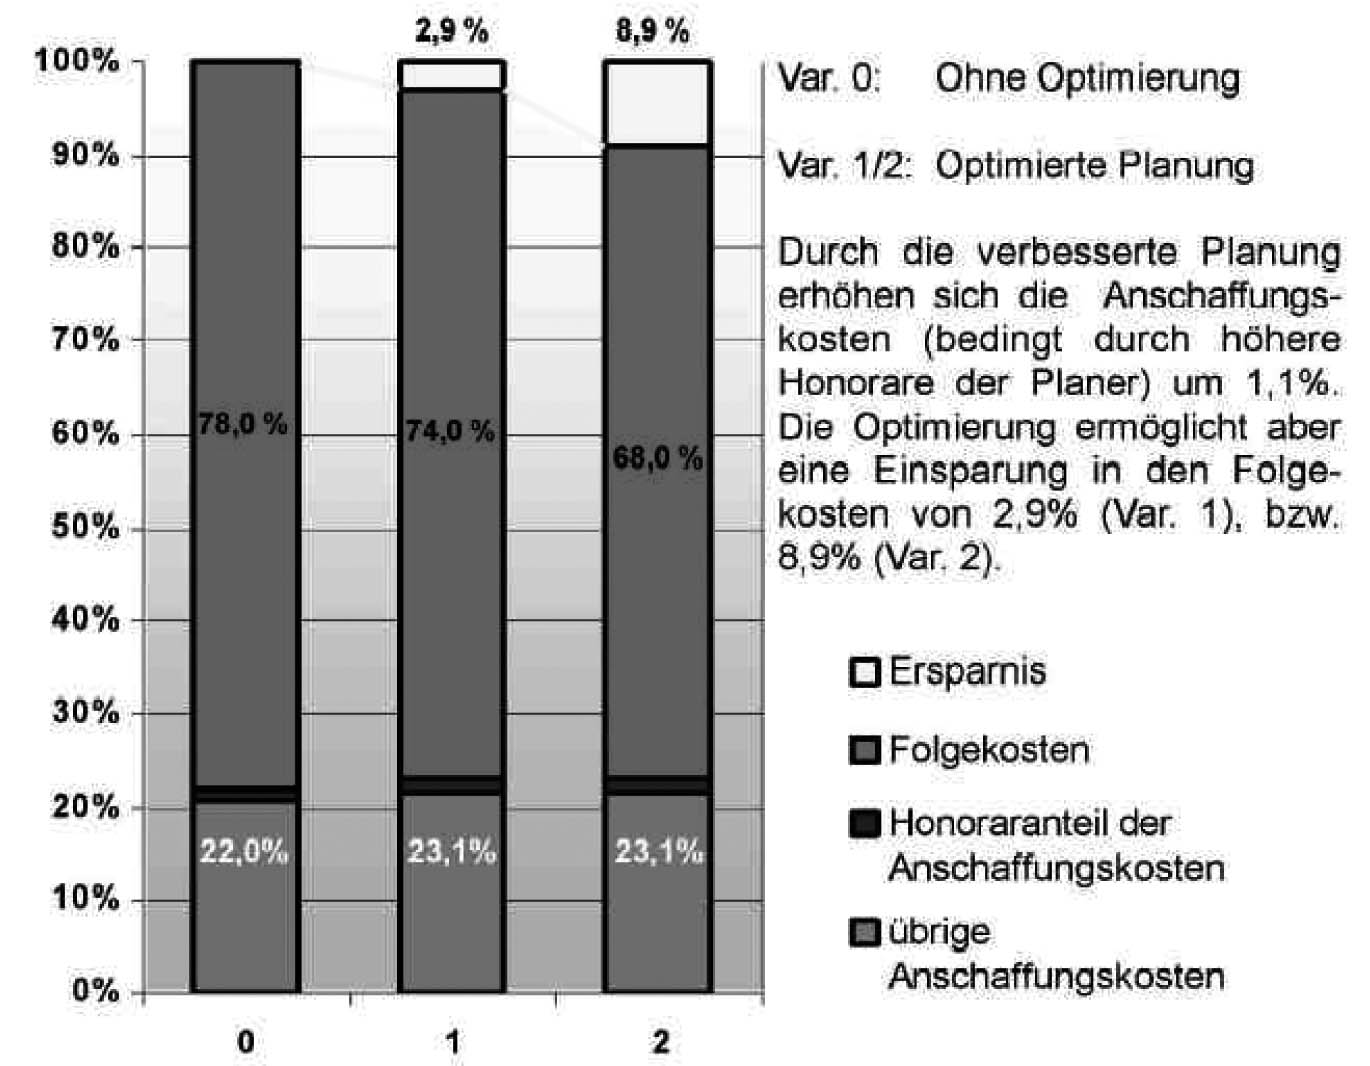 2,9 %
8,9 %
100%
90%
80%
70%
60%
50%
40%
30%
20%
10%
0%
78,0 %
74,0 %
68,0 %
22,0%
23,1%
23,1%
0
1
2
Var. 0: Ohne Optimierung
Var. 1/2: Optimierte Planung
Durch die verbesserte Planung
erhöhen sich die Anschaffungs-
kosten (bedingt durch höhere
Honorare der Planer) um 1,1%.
Die Optimierung ermöglicht aber
eine Einsparung in den Folge-
kosten von 2,9% (Var. 1), bzw.
8,9% (Var. 2).
Ersparnis
Folgekosten
Honoraranteil der
Anschaffungskosten
übrige
Anschaffungskosten